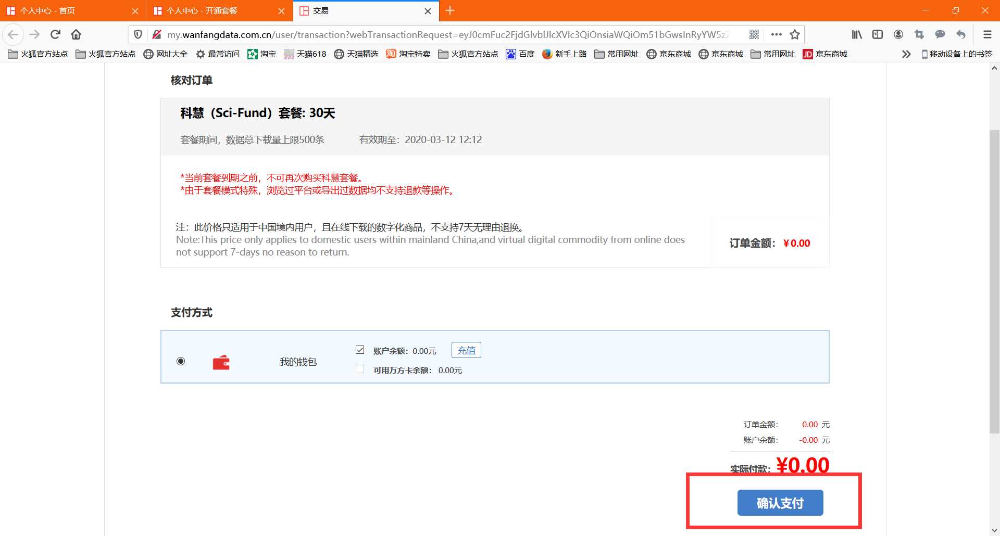 个人中心 - 首页
个人中心 - 开通套餐
交易
my.wanfangdata.com.cn/user/transaction?webTransactionRequest=eyJ0cmFuc2FjdGlvblJlcXVlc3QiOnsiaWQiOm51bGwsInRyYW5zZ
火狐官方站点
火狐官方站点
网址大全
最常访问
淘宝
天猫618
天猫精选
淘宝特卖
火狐官方站点
百度
新手上路
常用网址
京东商城
京东商城
常用网址
JD 京东商城
移动设备上的书签
核对订单
科慧（Sci-Fund）套餐: 30天
套餐期间，数据总下载量上限500条 有效期至：2020-03-12 12:12
*当前套餐到期之前，不可再次购买科慧套餐。
*由于套餐模式特殊，浏览过平台或导出过数据均不支持退款等操作。
注：此价格只适用于中国境内用户，且在线下载的数字化商品，不支持7天无理由退换。
Note:This price only applies to domestic users within mainland China,and virtual digital commodity from online does
not support 7-days no reason to return.
订单金额：￥0.00
支付方式
我的钱包
账户余额：0.00元 充值
可用万方卡余额： 0.00元
订单金额： 0.00 元
账户余额： -0.00 元
实际付款：¥0.00
确认支付